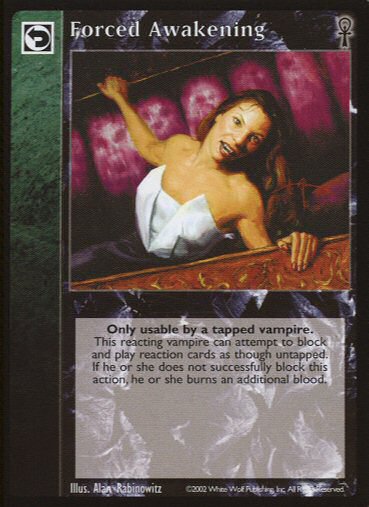 Forced Awakening
Only usable by a tapped vampire.
This reacting vampire can attempt to block
and play reaction cards as though untapped.
If he or she does not successfully block this
action, he or she burns an additional blood.
Illus. Alan Rabinowitz
©2002 White Wolf Publishing, Inc. All Rights Reserved.